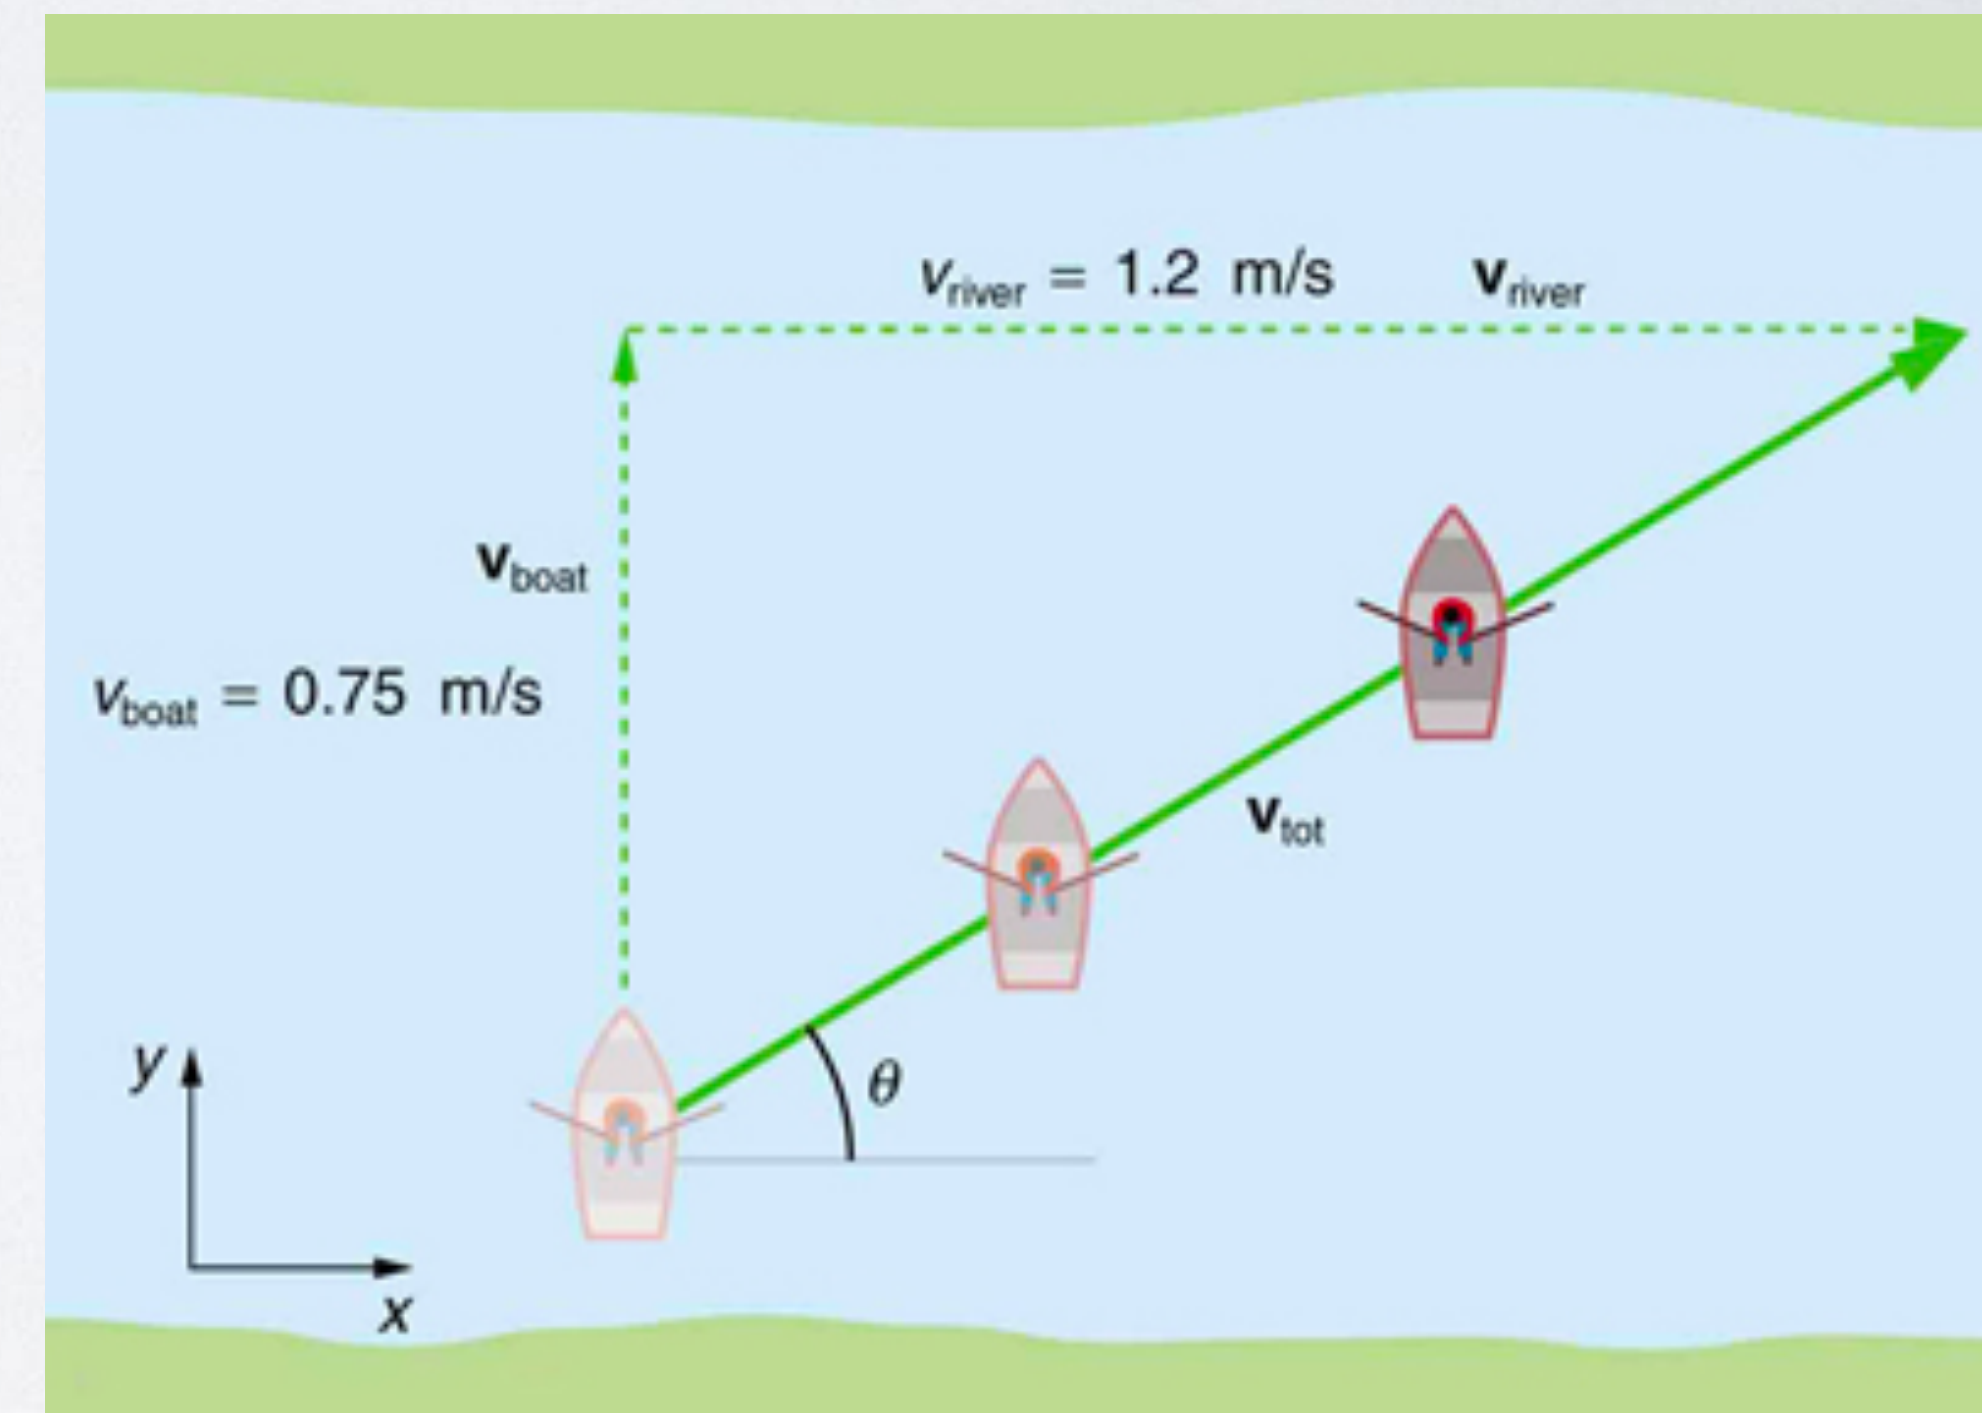 v_river = 1.2 m/s v_river
v_boat
v_boat = 0.75 m/s
v_tot
θ
y
x